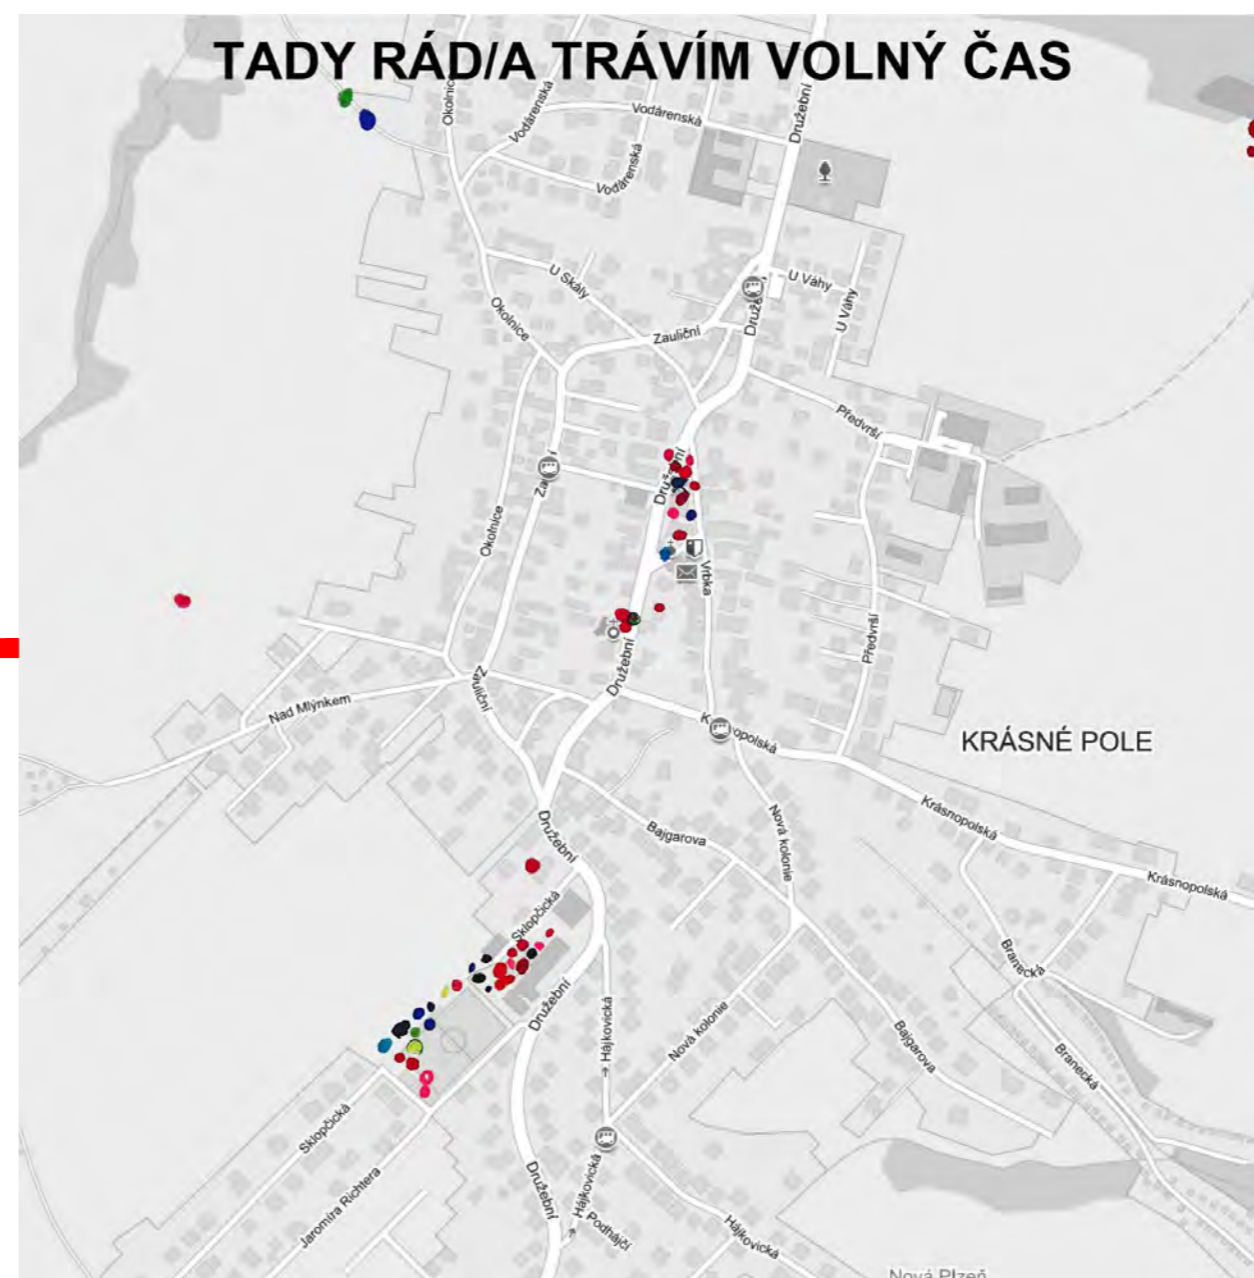 TADY RÁD/A TRÁVÍM VOLNÝ ČAS
Okolnice
Vodárenská
Vodárenská
Družební
Vodárenská
U Skály
U Váhy
Družební
U Váhy
Okolnice
Zauliční
Předvrší
Družební
Okolnice
Vrbka
Předvrší
Družební
Zauliční
Nad Mlýnkem
Krásnopolská
KRÁSNÉ POLE
Družební
Bajgarova
Nová kolonie
Krásnopolská
Krásnopolská
Sklopčická
Branecká
Družební
Hájkovická
Nová kolonie
Bajgarova
Branecká
Sklopčická
Jaromíra Richtera
Družební
Hájkovická
Podhájčí
Hájkovická
Nová Plzeň